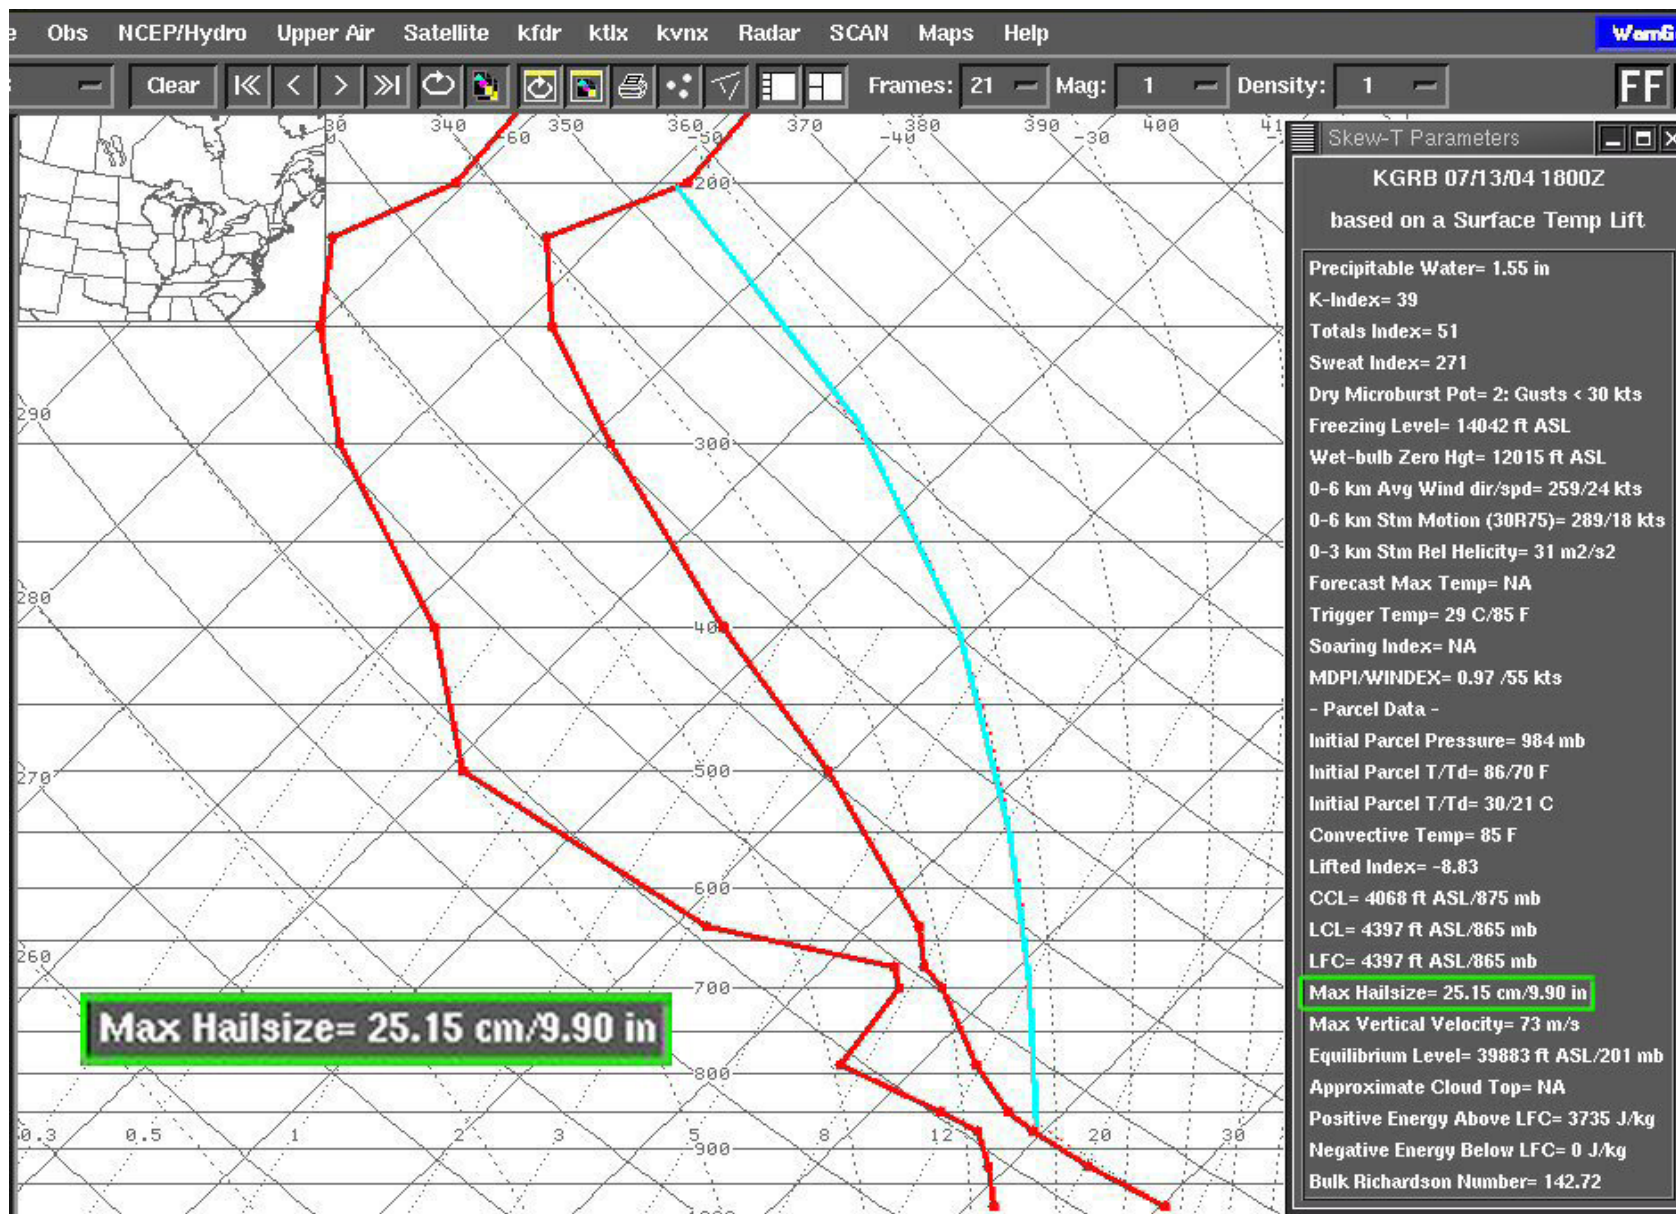 Obs NCEP/Hydro Upper Air Satellite kfdr ktlx kvnx Radar SCAN Maps Help
Clear Frames: 21 Mag: 1 Density: 1 FF
340 350 360 370 380 390 400
-60 -50 -40 -30
Skew-T Parameters
KGRB 07/13/04 1800Z
based on a Surface Temp Lift
Precipitable Water= 1.55 in
K-Index= 39
Totals Index= 51
Sweat Index= 271
Dry Microburst Pot= 2: Gusts < 30 kts
Freezing Level= 14042 ft ASL
Wet-bulb Zero Hgt= 12015 ft ASL
0-6 km Avg Wind dir/spd= 259/24 kts
0-6 km Stm Motion (30R75)= 289/18 kts
0-3 km Stm Rel Helicity= 31 m2/s2
Forecast Max Temp= NA
Trigger Temp= 29 C/85 F
Soaring Index= NA
MDPI/WINDEX= 0.97 /55 kts
- Parcel Data -
Initial Parcel Pressure= 984 mb
Initial Parcel T/Td= 86/70 F
Initial Parcel T/Td= 30/21 C
Convective Temp= 85 F
Lifted Index= -8.83
CCL= 4068 ft ASL/875 mb
LCL= 4397 ft ASL/865 mb
LFC= 4397 ft ASL/865 mb
Max Hailsize= 25.15 cm/9.90 in
Max Vertical Velocity= 73 m/s
Equilibrium Level= 39883 ft ASL/201 mb
Approximate Cloud Top= NA
Positive Energy Above LFC= 3735 J/kg
Negative Energy Below LFC= 0 J/kg
Bulk Richardson Number= 142.72
200
290
300
280
400
270
500
600
260
700
Max Hailsize= 25.15 cm/9.90 in
800
0.3 0.5 1 2 3 5 8 12 20 30
900